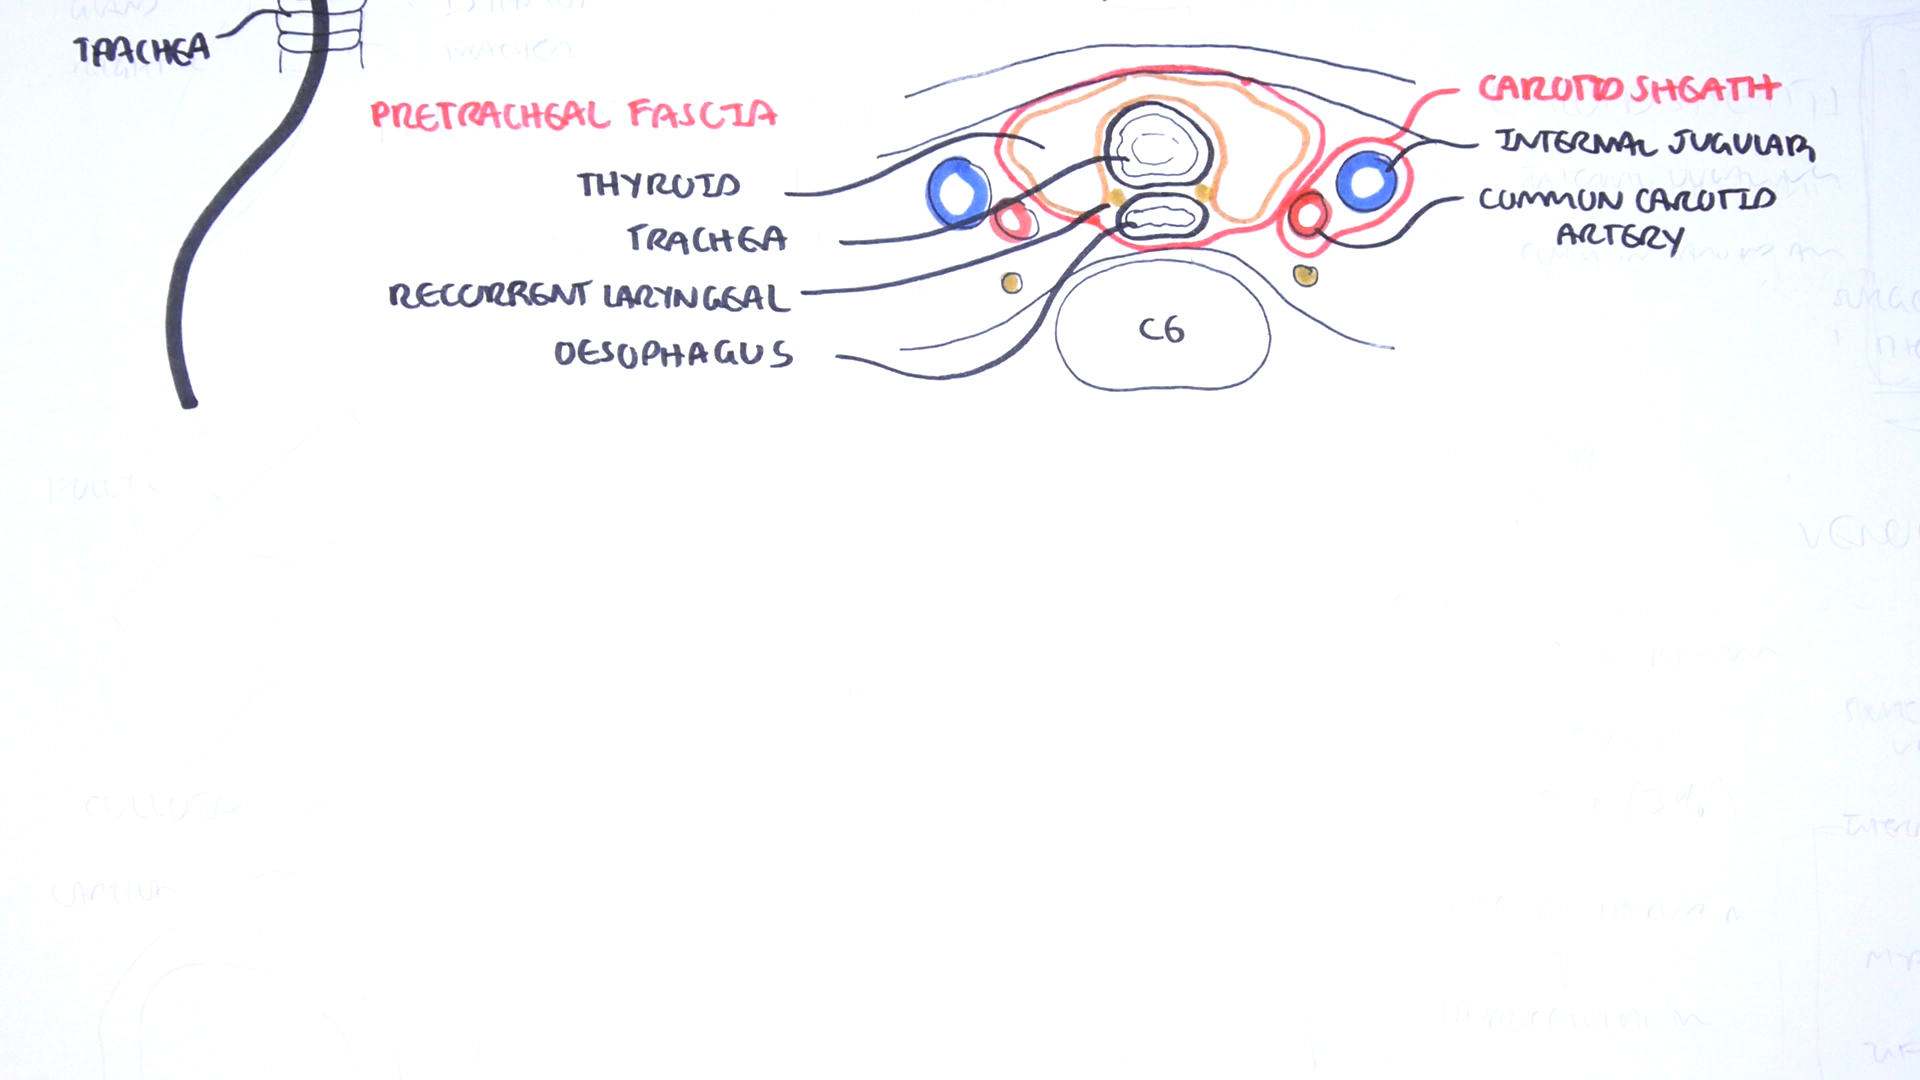 TRACHEA
PRETRACHEAL FASCIA
THYROID
TRACHEA
RECURRENT LARYNGEAL
OESOPHAGUS
CAROTID SHEATH
INTERNAL JUGULAR
COMMON CAROTID
ARTERY
C6